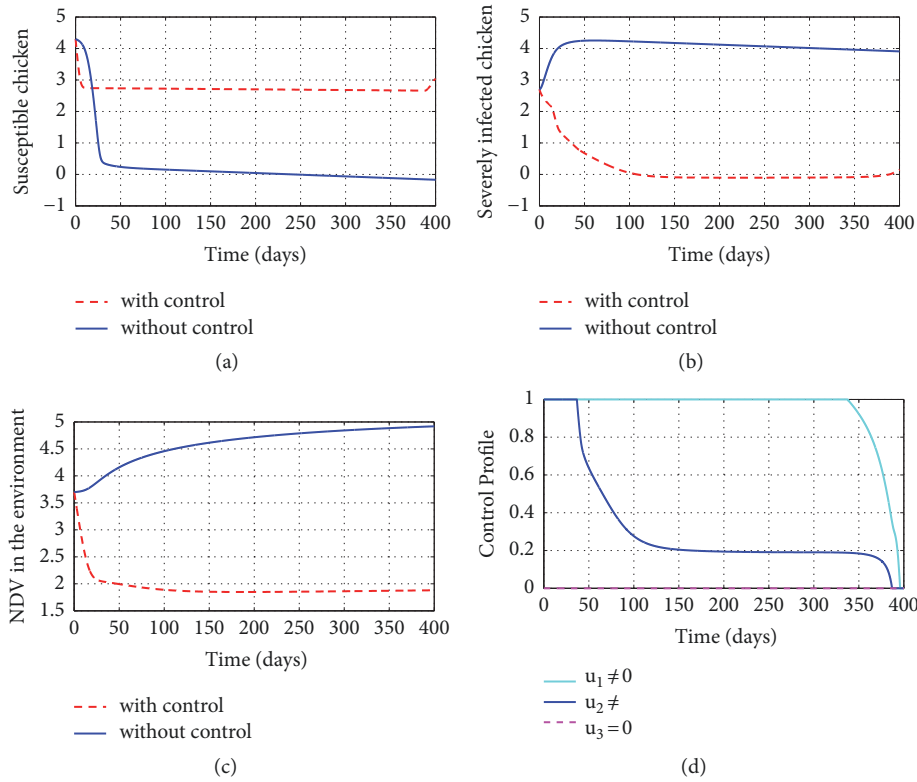 5
4
3
2
1
0
−1
Susceptible chicken
0 50 100 150 200 250 300 350 400
Time (days)
with control
without control
(a)
5
4
3
2
1
0
−1
Severely infected chicken
0 50 100 150 200 250 300 350 400
Time (days)
with control
without control
(b)
5
4.5
4
3.5
3
2.5
2
1.5
NDV in the environment
0 50 100 150 200 250 300 350 400
Time (days)
with control
without control
(c)
1
0.8
0.6
0.4
0.2
0
Control Profile
0 50 100 150 200 250 300 350 400
Time (days)
u₁ ≠ 0
u₂ ≠
u₃ = 0
(d)